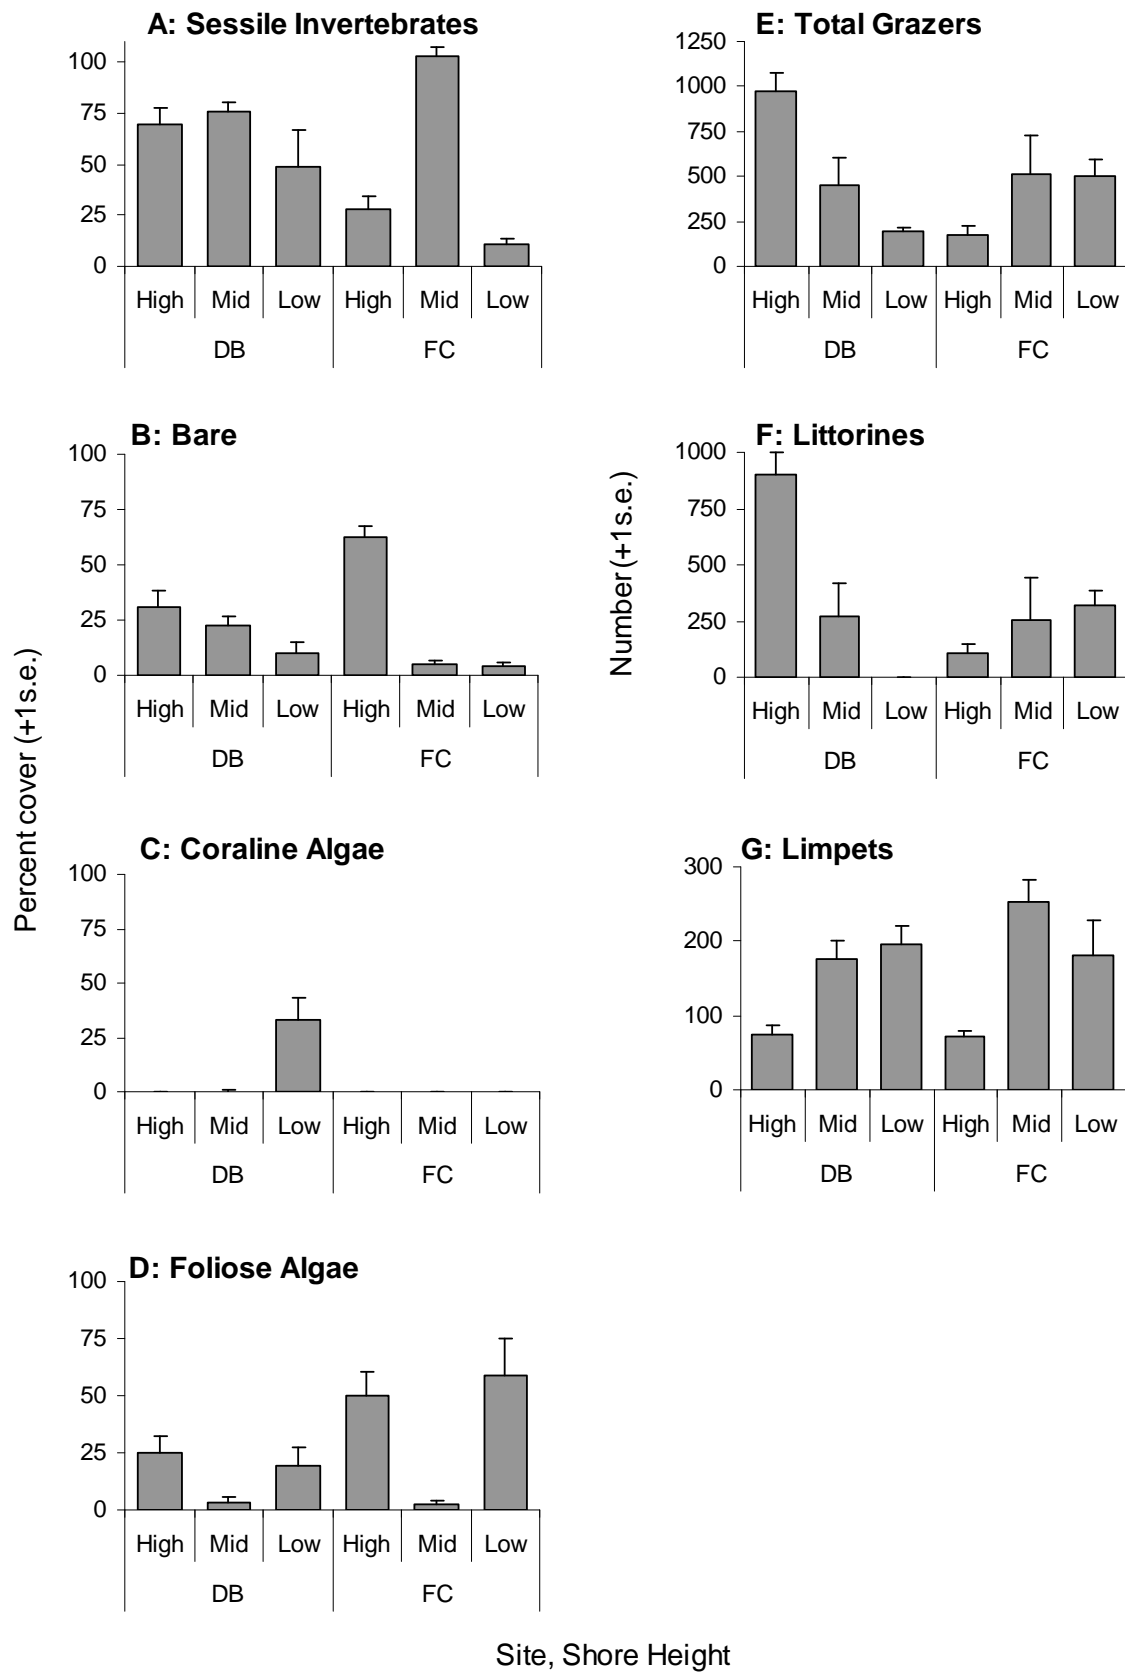 A: Sessile Invertebrates
100
75
50
25
0
High Mid Low High Mid Low
DB FC
B: Bare
100
75
50
25
0
High Mid Low High Mid Low
DB FC
C: Coraline Algae
100
75
50
25
0
High Mid Low High Mid Low
DB FC
D: Foliose Algae
100
75
50
25
0
High Mid Low High Mid Low
DB FC
Percent cover (+1s.e.)
E: Total Grazers
1250
1000
750
500
250
0
High Mid Low High Mid Low
DB FC
F: Littorines
1000
750
500
250
0
High Mid Low High Mid Low
DB FC
G: Limpets
300
200
100
0
High Mid Low High Mid Low
DB FC
Number (+1s.e.)
Site, Shore Height